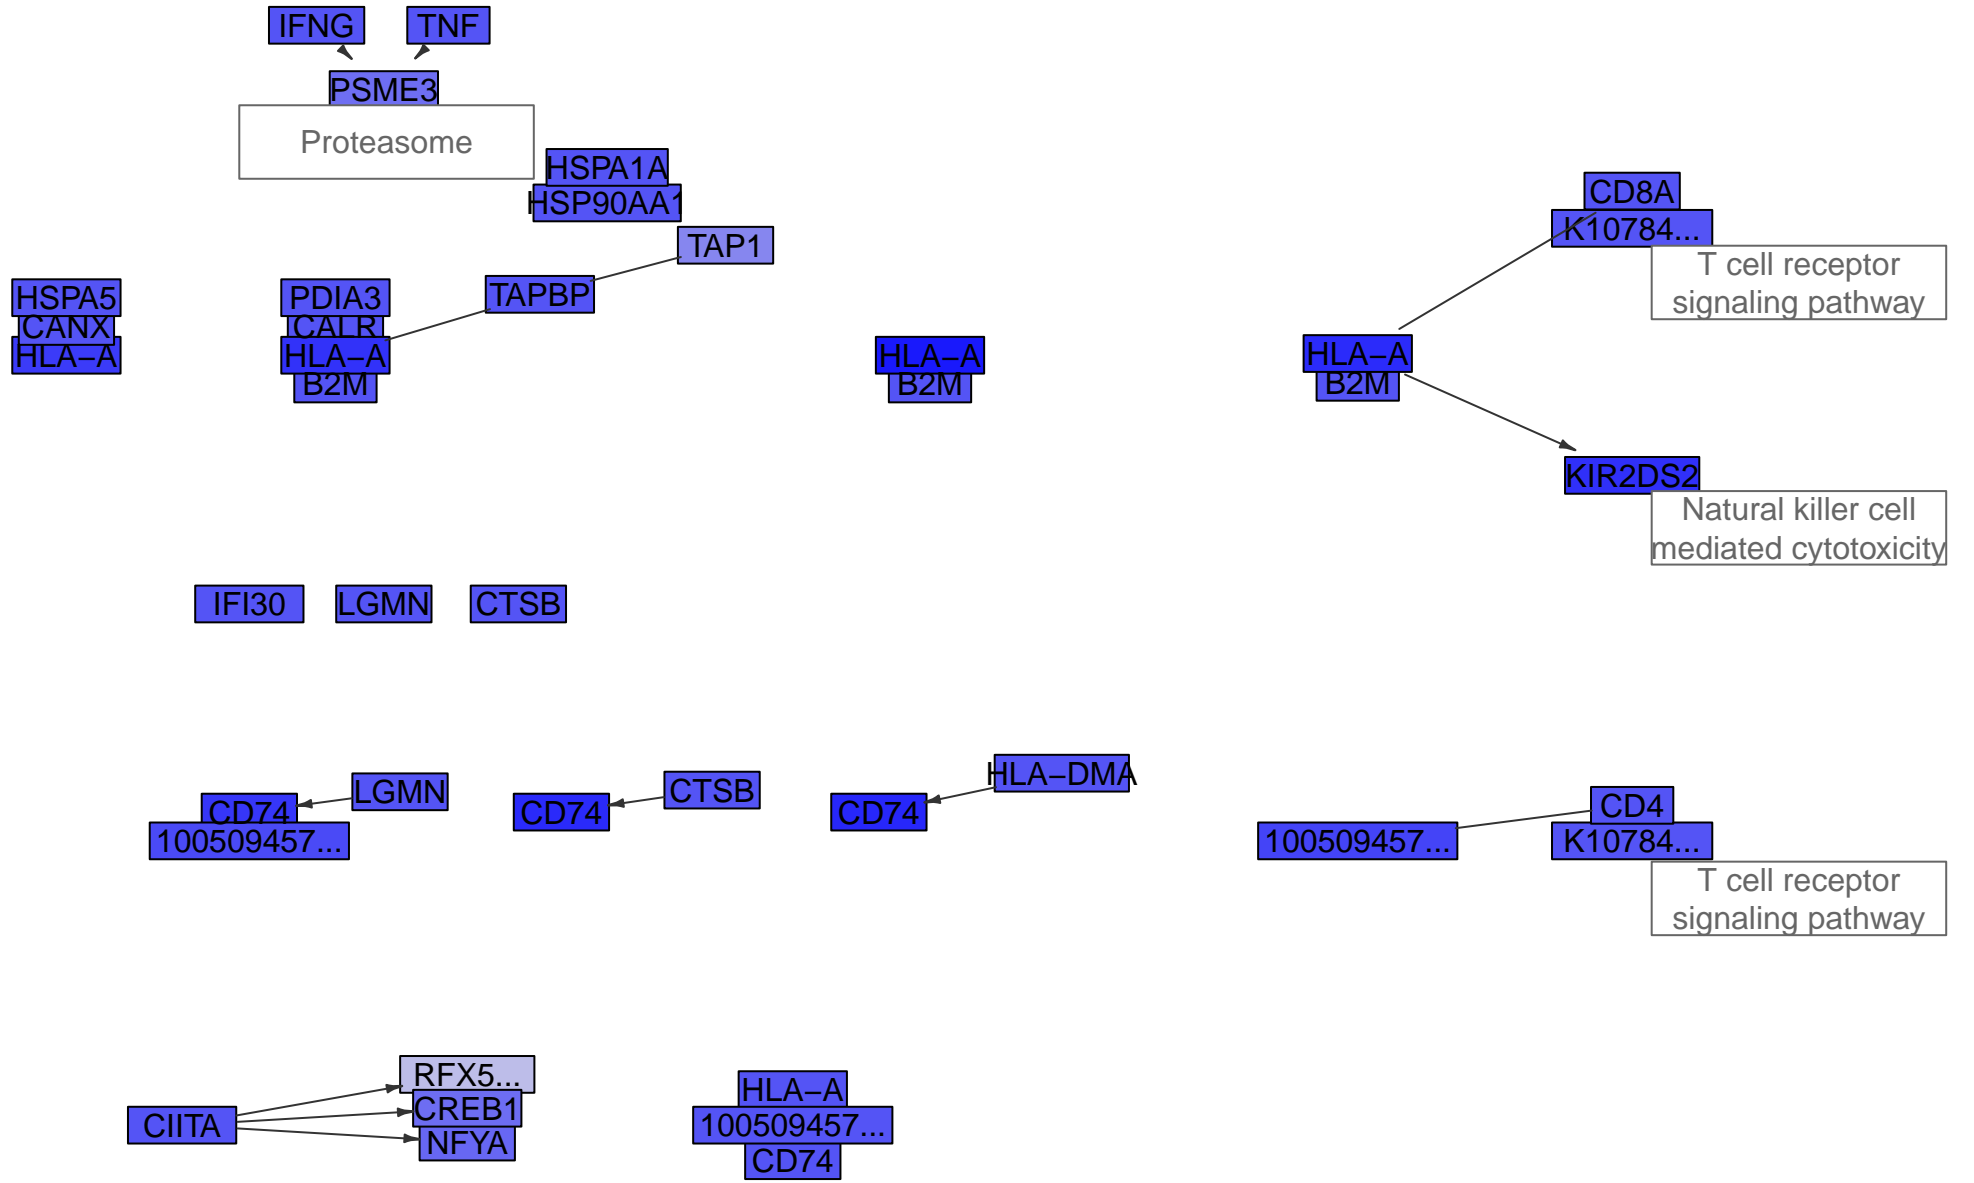 IFNG
TNF
PSME3
Proteasome
HSPA1A
HSP90AA1
TAP1
TAPBP
CD8A
K10784...
T cell receptor
signaling pathway
HSPA5
CANX
HLA−A
PDIA3
CALR
HLA−A
B2M
HLA−A
B2M
HLA−A
B2M
KIR2DS2
Natural killer cell
mediated cytotoxicity
IFI30
LGMN
CTSB
CD74
100509457...
LGMN
CD74
CTSB
CD74
HLA−DMA
100509457...
CD4
K10784...
T cell receptor
signaling pathway
CIITA
RFX5...
CREB1
NFYA
HLA−A
100509457...
CD74